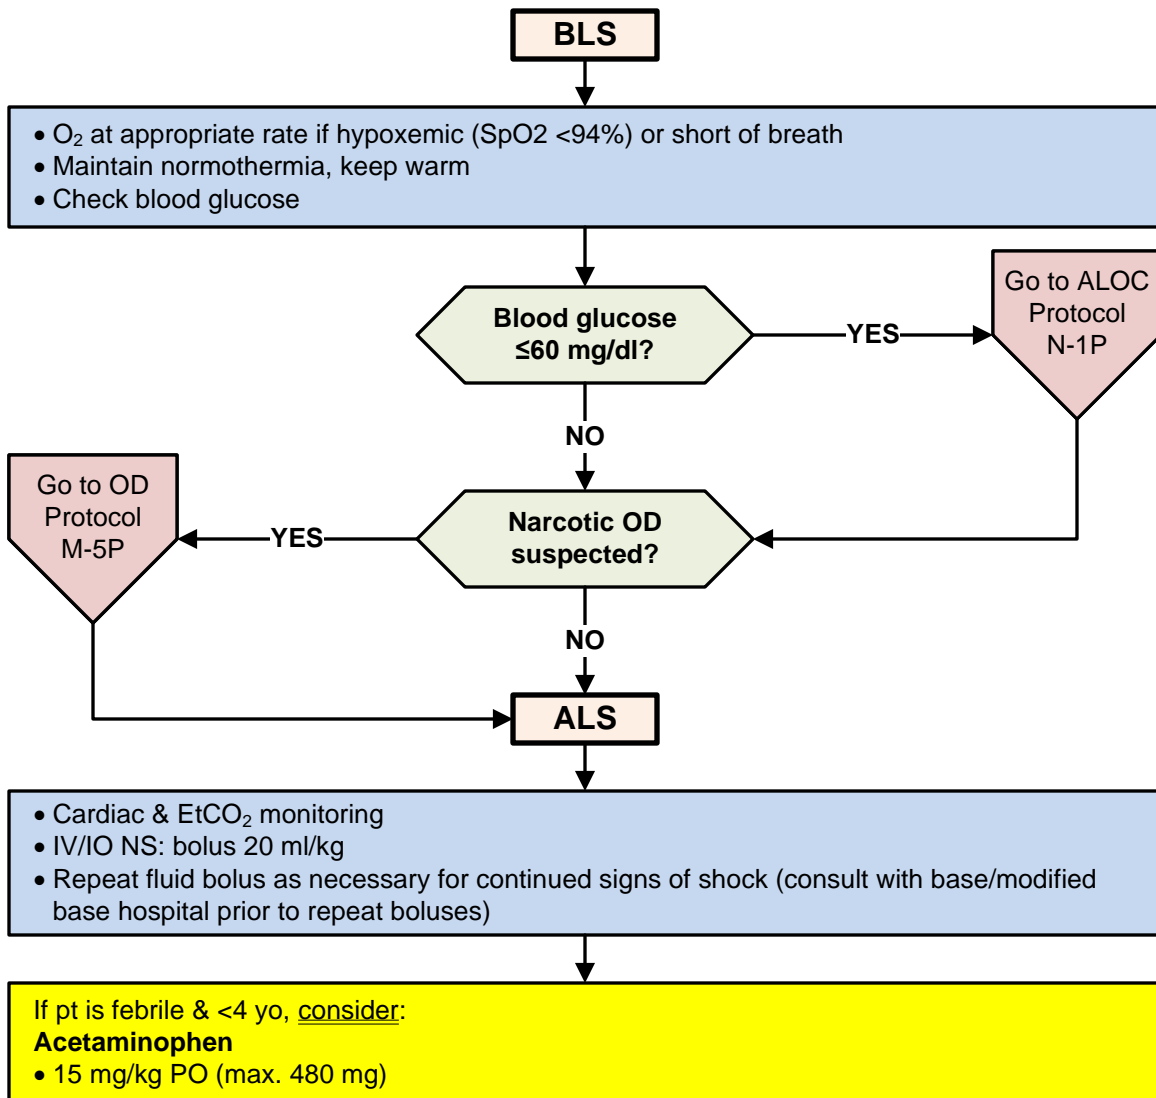 BLS
• O₂ at appropriate rate if hypoxemic (SpO2 <94%) or short of breath
• Maintain normothermia, keep warm
• Check blood glucose
Blood glucose
≤60 mg/dl?
YES
Go to ALOC
Protocol
N-1P
NO
Go to OD
Protocol
M-5P
YES
Narcotic OD
suspected?
NO
ALS
• Cardiac & EtCO₂ monitoring
• IV/IO NS: bolus 20 ml/kg
• Repeat fluid bolus as necessary for continued signs of shock (consult with base/modified
base hospital prior to repeat boluses)
If pt is febrile & <4 yo, consider:
Acetaminophen
• 15 mg/kg PO (max. 480 mg)